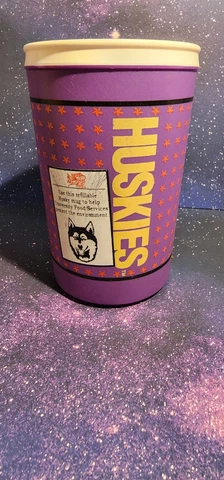 Use this refillable
Husky mug to help
University Food Services
protect the environment
HUSKIES